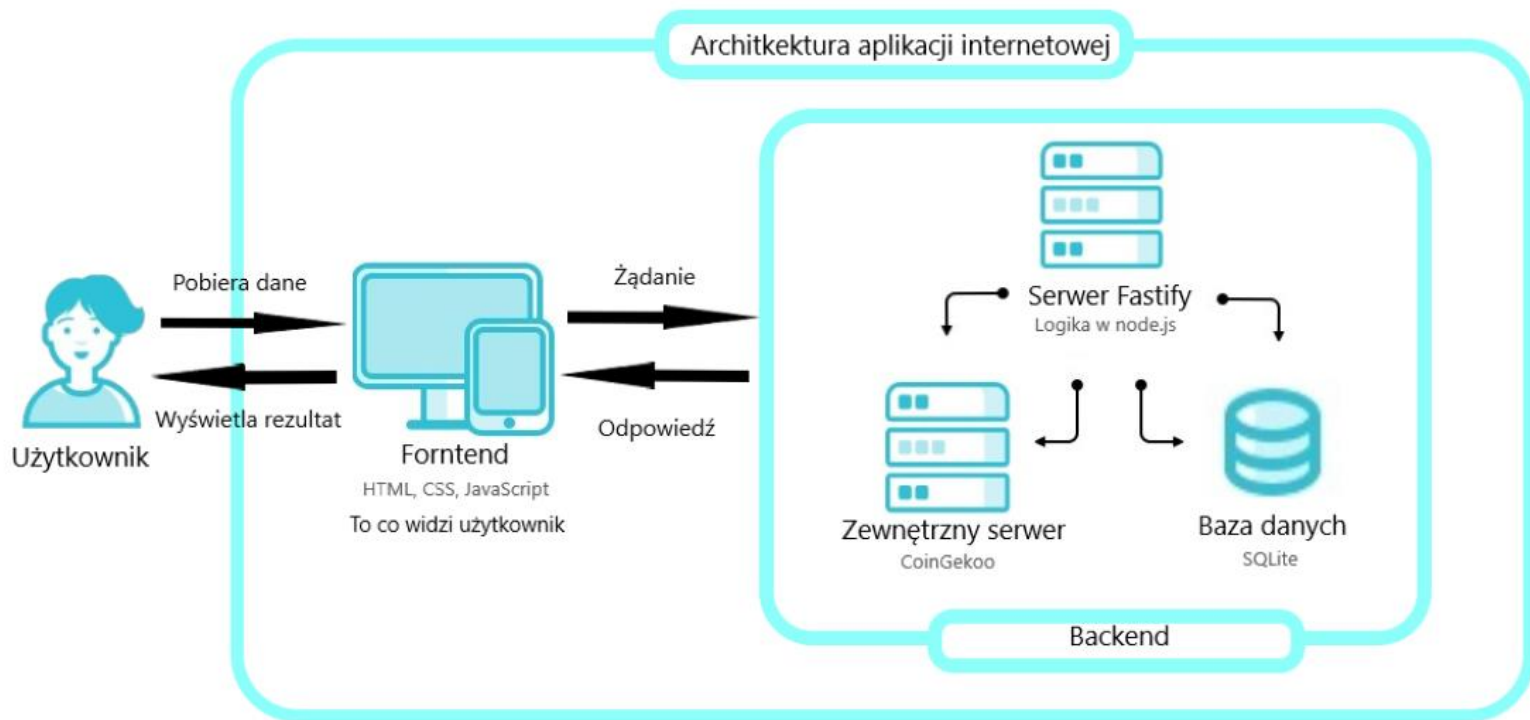 Architkektura aplikacji internetowej
Pobiera dane
Wyświetla rezultat
Użytkownik
Żądanie
Odpowiedź
Forntend
HTML, CSS, JavaScript
To co widzi użytkownik
Serwer Fastify
Logika w node.js
Zewnętrzny serwer
CoinGekoo
Baza danych
SQLite
Backend